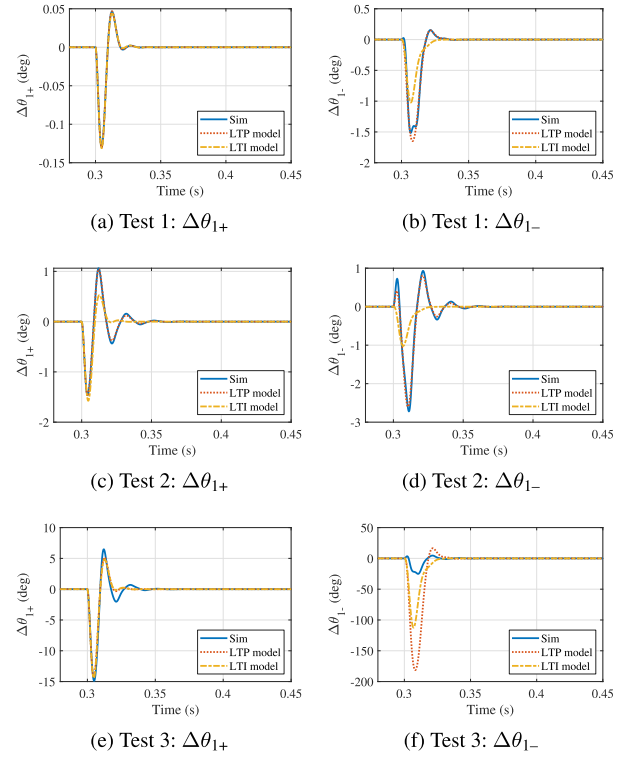 0.05
0
-0.05
-0.1
-0.15
Δθ1+ (deg)
Sim
LTP model
LTI model
0.3 0.35 0.4 0.45
Time (s)
(a) Test 1: Δθ1+
0.5
0
-0.5
-1
-1.5
-2
Δθ1- (deg)
Sim
LTP model
LTI model
0.3 0.35 0.4 0.45
Time (s)
(b) Test 1: Δθ1−
1
0
-1
-2
Δθ1+ (deg)
Sim
LTP model
LTI model
0.3 0.35 0.4 0.45
Time (s)
(c) Test 2: Δθ1+
1
0
-1
-2
-3
Δθ1- (deg)
Sim
LTP model
LTI model
0.3 0.35 0.4 0.45
Time (s)
(d) Test 2: Δθ1−
10
5
0
-5
-10
-15
Δθ1+ (deg)
Sim
LTP model
LTI model
0.3 0.35 0.4 0.45
Time (s)
(e) Test 3: Δθ1+
50
0
-50
-100
-150
-200
Δθ1- (deg)
Sim
LTP model
LTI model
0.3 0.35 0.4 0.45
Time (s)
(f) Test 3: Δθ1−